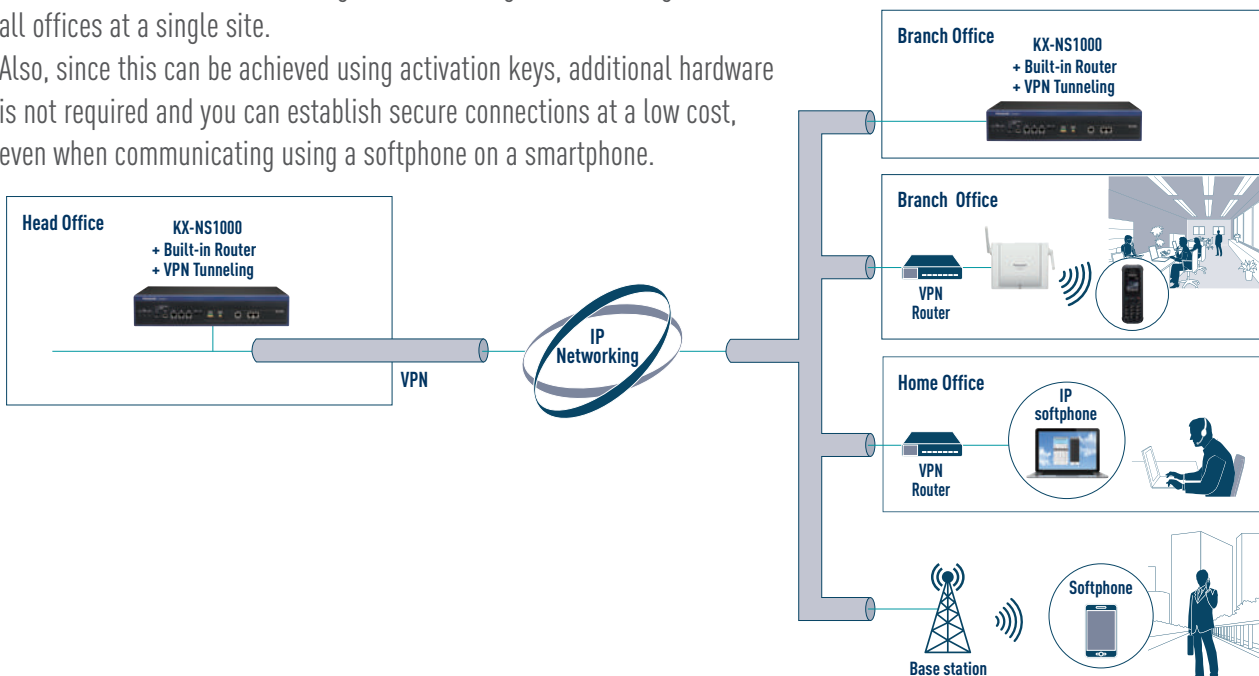 all offices at a single site.
Also, since this can be achieved using activation keys, additional hardware
is not required and you can establish secure connections at a low cost,
even when communicating using a softphone on a smartphone.
Head Office
KX-NS1000
+ Built-in Router
+ VPN Tunneling
VPN
IP
Networking
Branch Office
KX-NS1000
+ Built-in Router
+ VPN Tunneling
Branch Office
VPN
Router
Home Office
IP
softphone
VPN
Router
Softphone
Base station